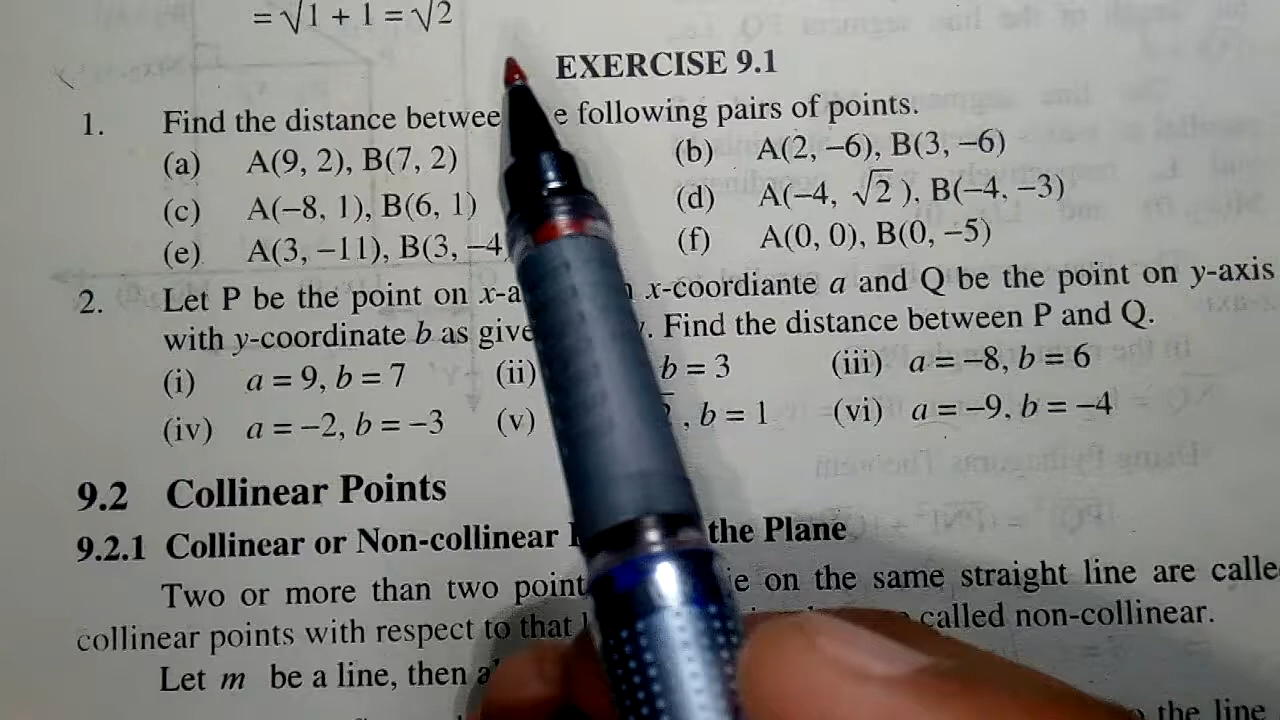 = √1 + 1 = √2
EXERCISE 9.1
1. Find the distance betwee e following pairs of points.
(a) A(9, 2), B(7, 2) (b) A(2, –6), B(3, –6)
(c) A(–8, 1), B(6, 1) (d) A(–4, √2 ), B(–4, –3)
(e) A(3, –11), B(3, –4 (f) A(0, 0), B(0, –5)
2. Let P be the point on x-a x-coordiante a and Q be the point on y-axis
with y-coordinate b as give . Find the distance between P and Q.
(i) a = 9, b = 7 (ii) b = 3 (iii) a = –8, b = 6
(iv) a = –2, b = –3 (v) , b = 1 (vi) a = –9. b = –4
9.2 Collinear Points
9.2.1 Collinear or Non-collinear the Plane
Two or more than two point ie on the same straight line are calle
collinear points with respect to that called non-collinear.
Let m be a line, then a
the line